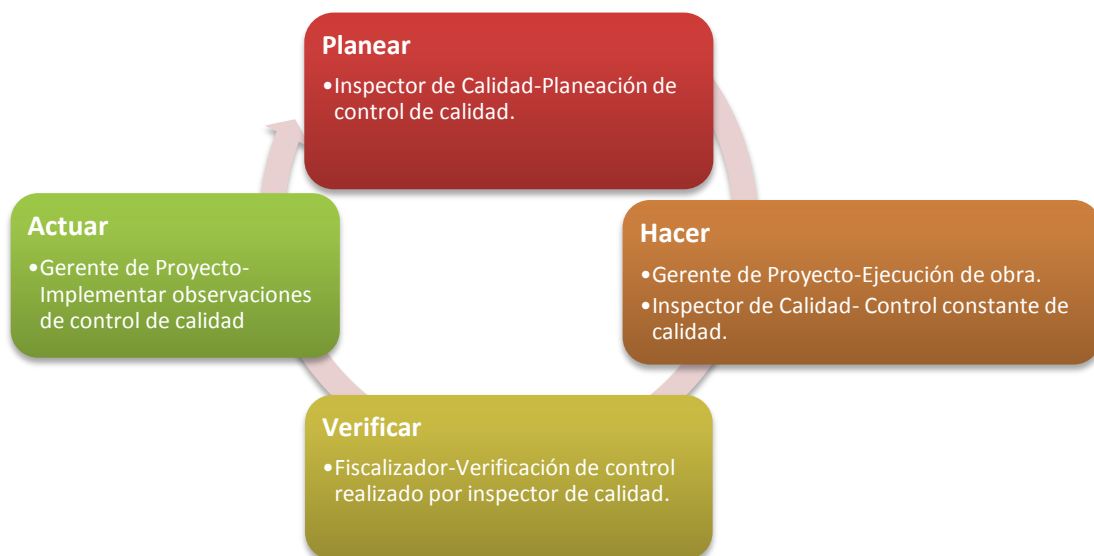 Planear
•Inspector de Calidad-Planeación de
control de calidad.
Hacer
•Gerente de Proyecto-Ejecución de obra.
•Inspector de Calidad- Control constante de
calidad.
Verificar
•Fiscalizador-Verificación de control
realizado por inspector de calidad.
Actuar
•Gerente de Proyecto-
Implementar observaciones
de control de calidad